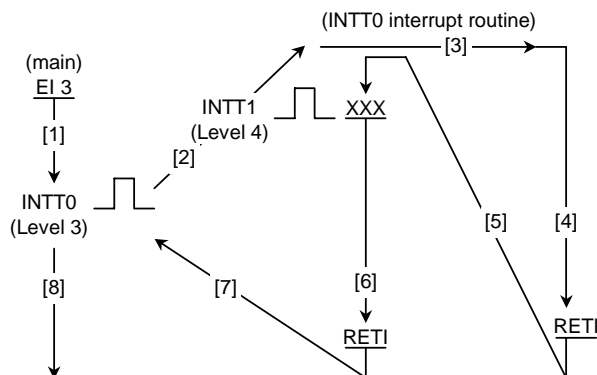 (INTT0 interrupt routine)
[3]
(main)
EI 3
[1]
INTT1
(Level 4)
XXX
[2]
INTT0
(Level 3)
[5]
[4]
[8]
[7]
[6]
RETI
RETI